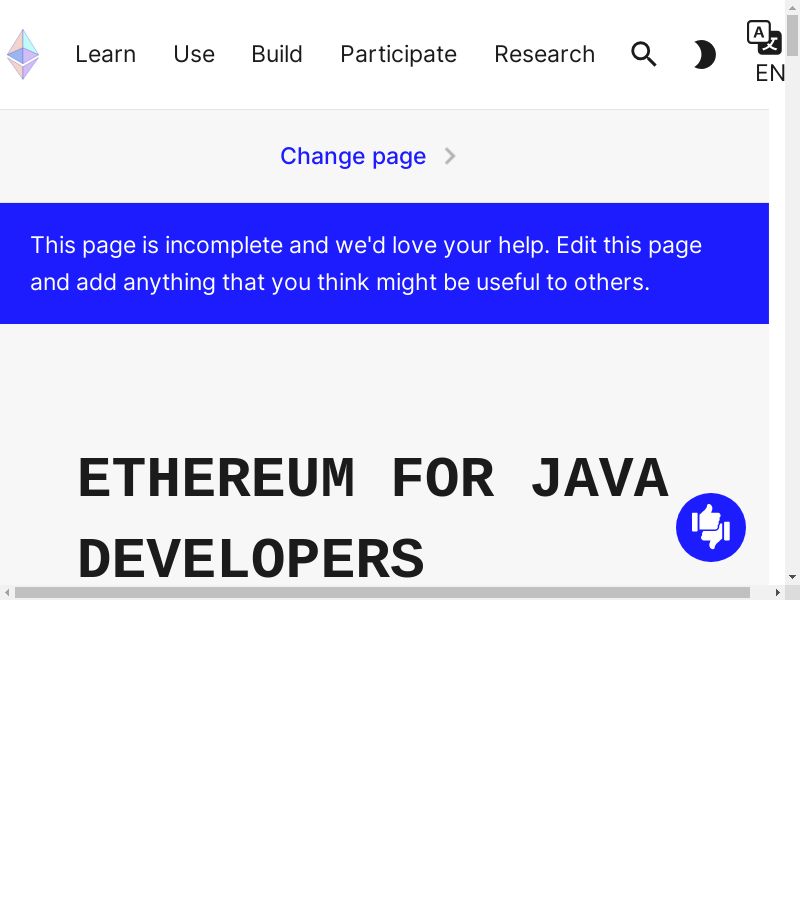 Learn Use Build Participate Research
A 文
EN
Change page
This page is incomplete and we'd love your help. Edit this page
and add anything that you think might be useful to others.
ETHEREUM FOR JAVA
DEVELOPERS